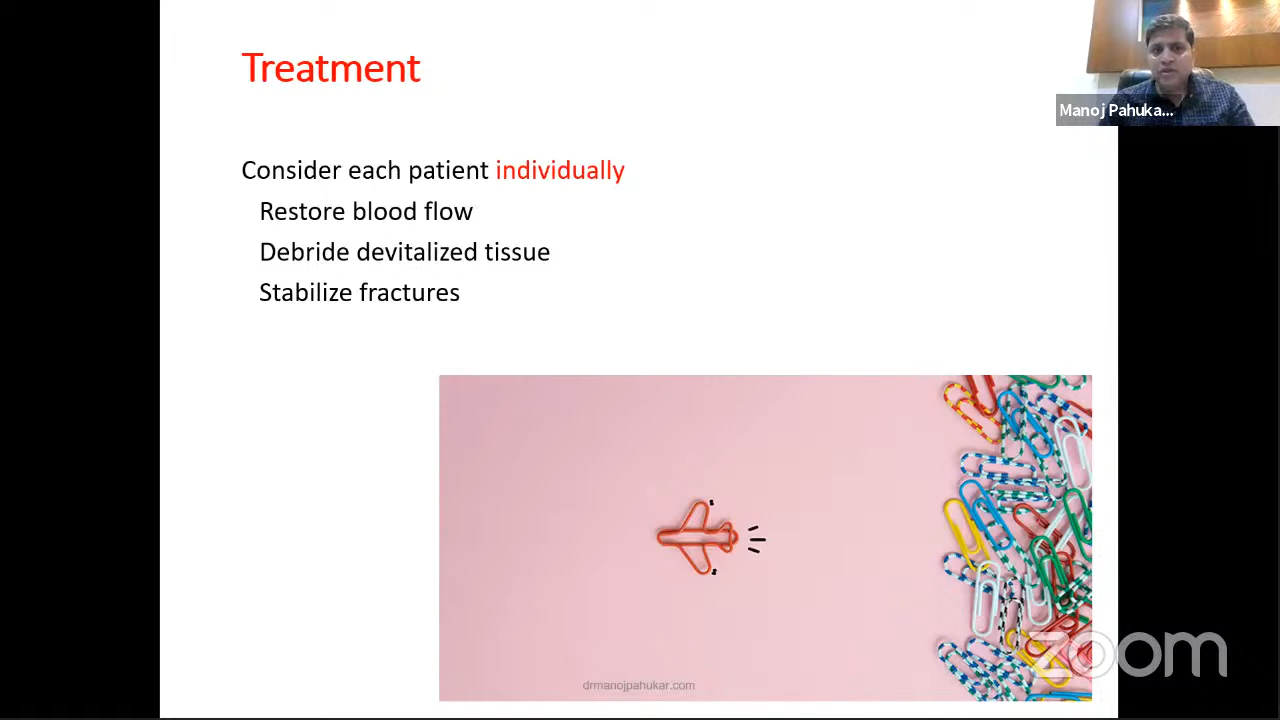 Treatment
Manoj Pahuka...
Consider each patient individually
Restore blood flow
Debride devitalized tissue
Stabilize fractures
zoom
drmanojpahukar.com